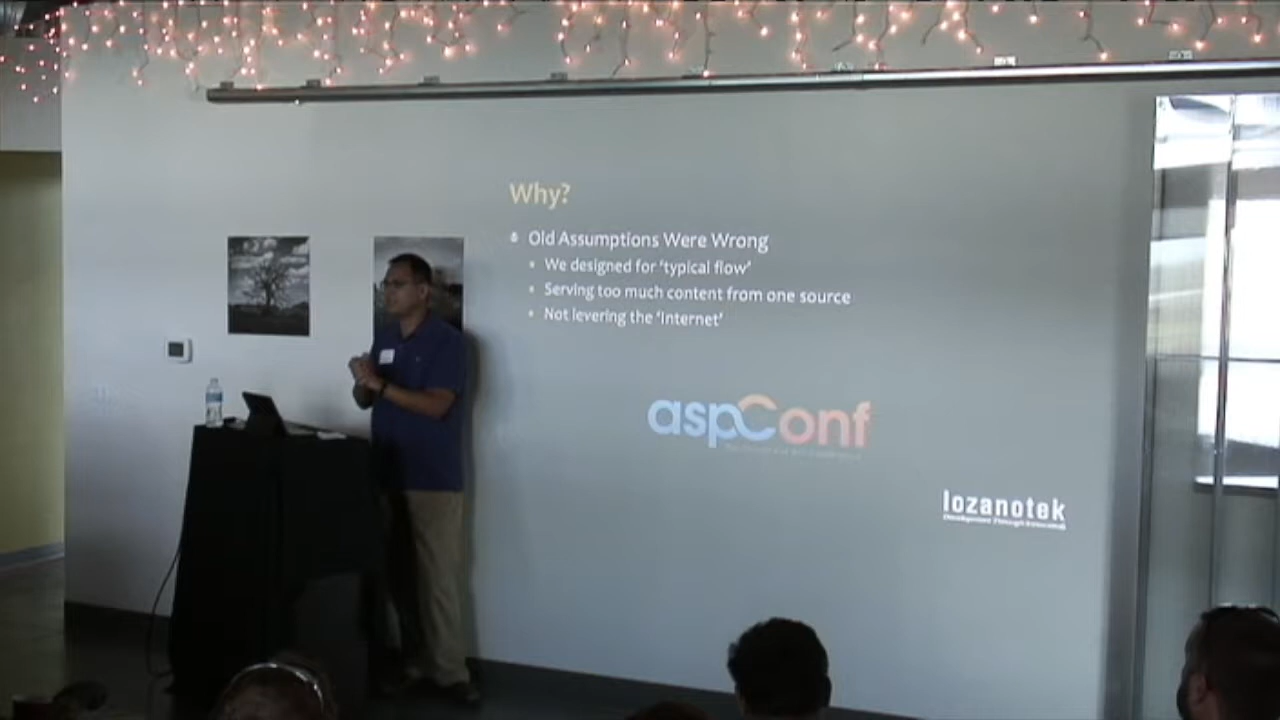 Why?
Old Assumptions Were Wrong
We designed for 'typical flow'
Serving too much content from one source
Not levering the 'Internet'
aspConf
lozanotek